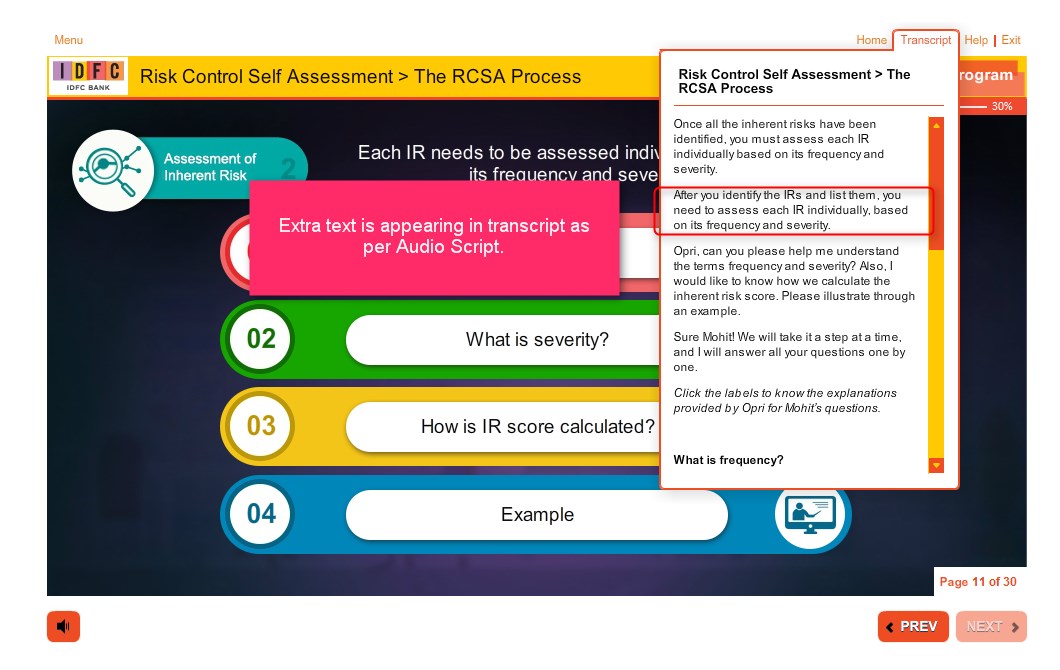 Menu
Home
Transcript
Help
Exit
IDFC
IDFC BANK
Risk Control Self Assessment > The RCSA Process
rogram
30%
Assessment of
Inherent Risk
2
Each IR needs to be assessed
its frequency and
Extra text is appearing in transcript as
per Audio Script.
02
What is severity?
03
How is IR score calculated?
04
Example
Risk Control Self Assessment > The
RCSA Process
Once all the inherent risks have been
identified, you must assess each IR
individually based on its frequency and
severity.
After you identify the IRs and list them, you
need to assess each IR individually, based
on its frequency and severity.
Opri, can you please help me understand
the terms frequency and severity? Also, I
would like to know how we calculate the
inherent risk score. Please illustrate through
an example.
Sure Mohit! We will take it a step at a time,
and I will answer all your questions one by
one.
Click the labels to know the explanations
provided by Opri for Mohit's questions.
What is frequency?
Page 11 of 30
PREV
NEXT